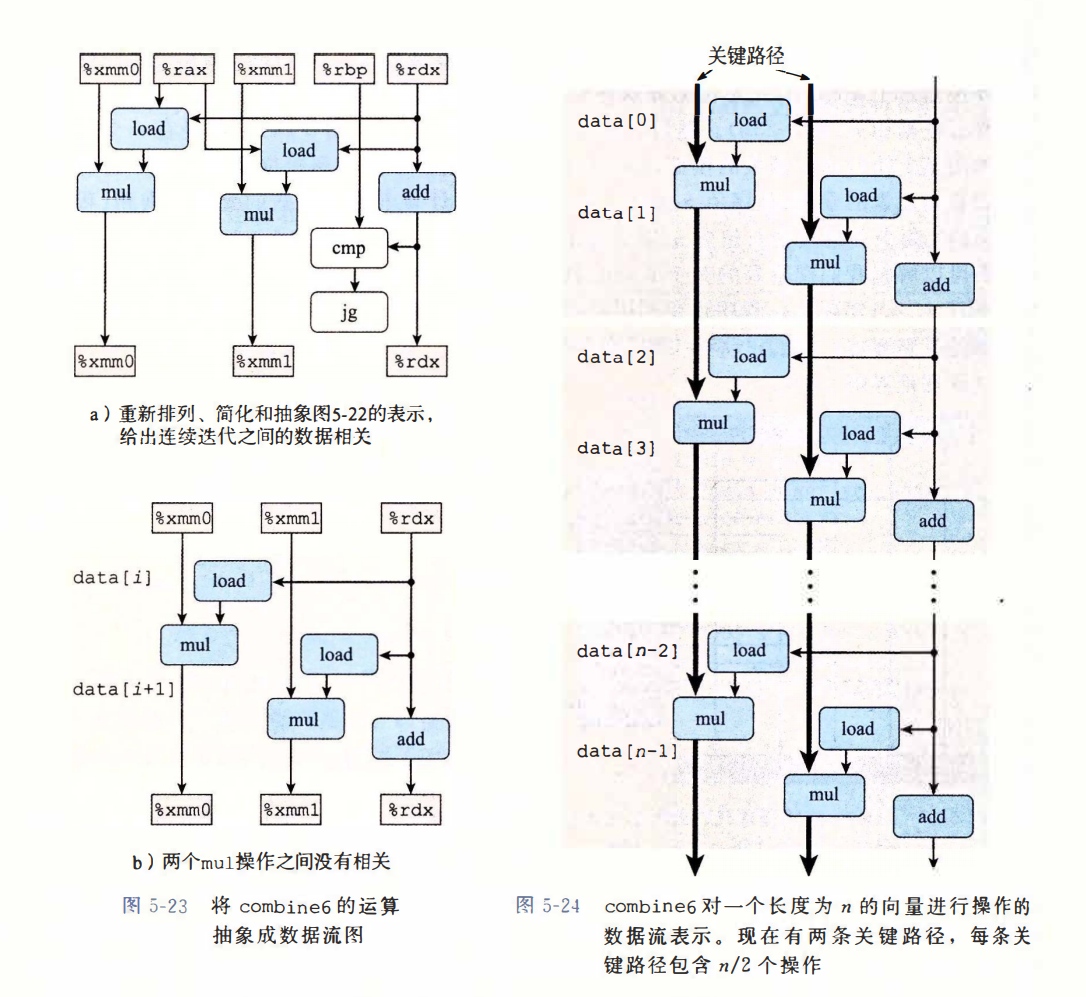 %xmm0 %rax %xmm1 %rbp %rdx
load
load
mul
add
mul
cmp
jg
%xmm0 %xmm1 %rdx
a）重新排列、简化和抽象图5-22的表示，
给出连续迭代之间的数据相关
%xmm0 %xmm1 %rdx
data[i]
load
mul
load
data[i+1]
mul
add
%xmm0 %xmm1 %rdx
b）两个mul操作之间没有相关
图 5-23 将 combine6 的运算
抽象成数据流图
关键路径
data[0]
load
mul
data[1]
load
mul
add
data[2]
load
mul
data[3]
load
mul
add
data[n-2]
load
mul
data[n-1]
load
mul
add
图 5-24 combine6 对一个长度为 n 的向量进行操作的
数据流表示。现在有两条关键路径，每条关
键路径包含 n/2 个操作